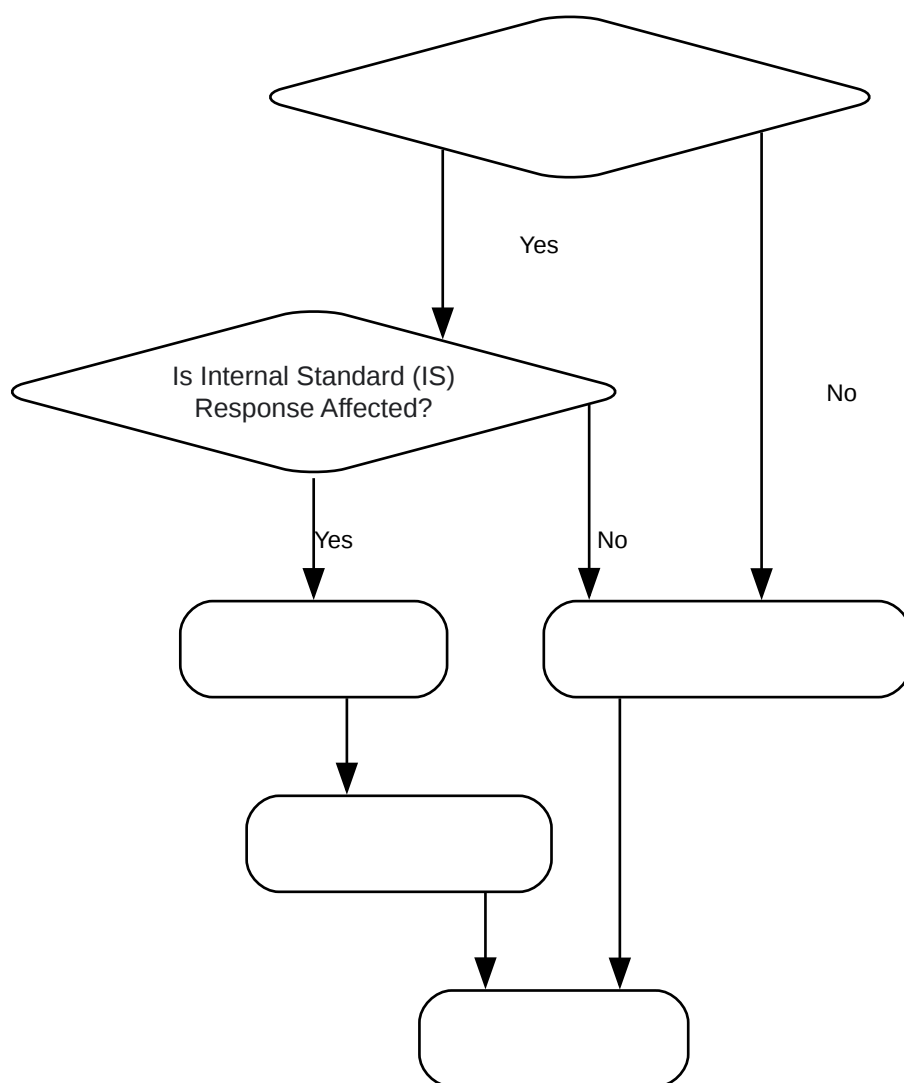 Yes
Is Internal Standard (IS)
Response Affected?
No
Yes
No